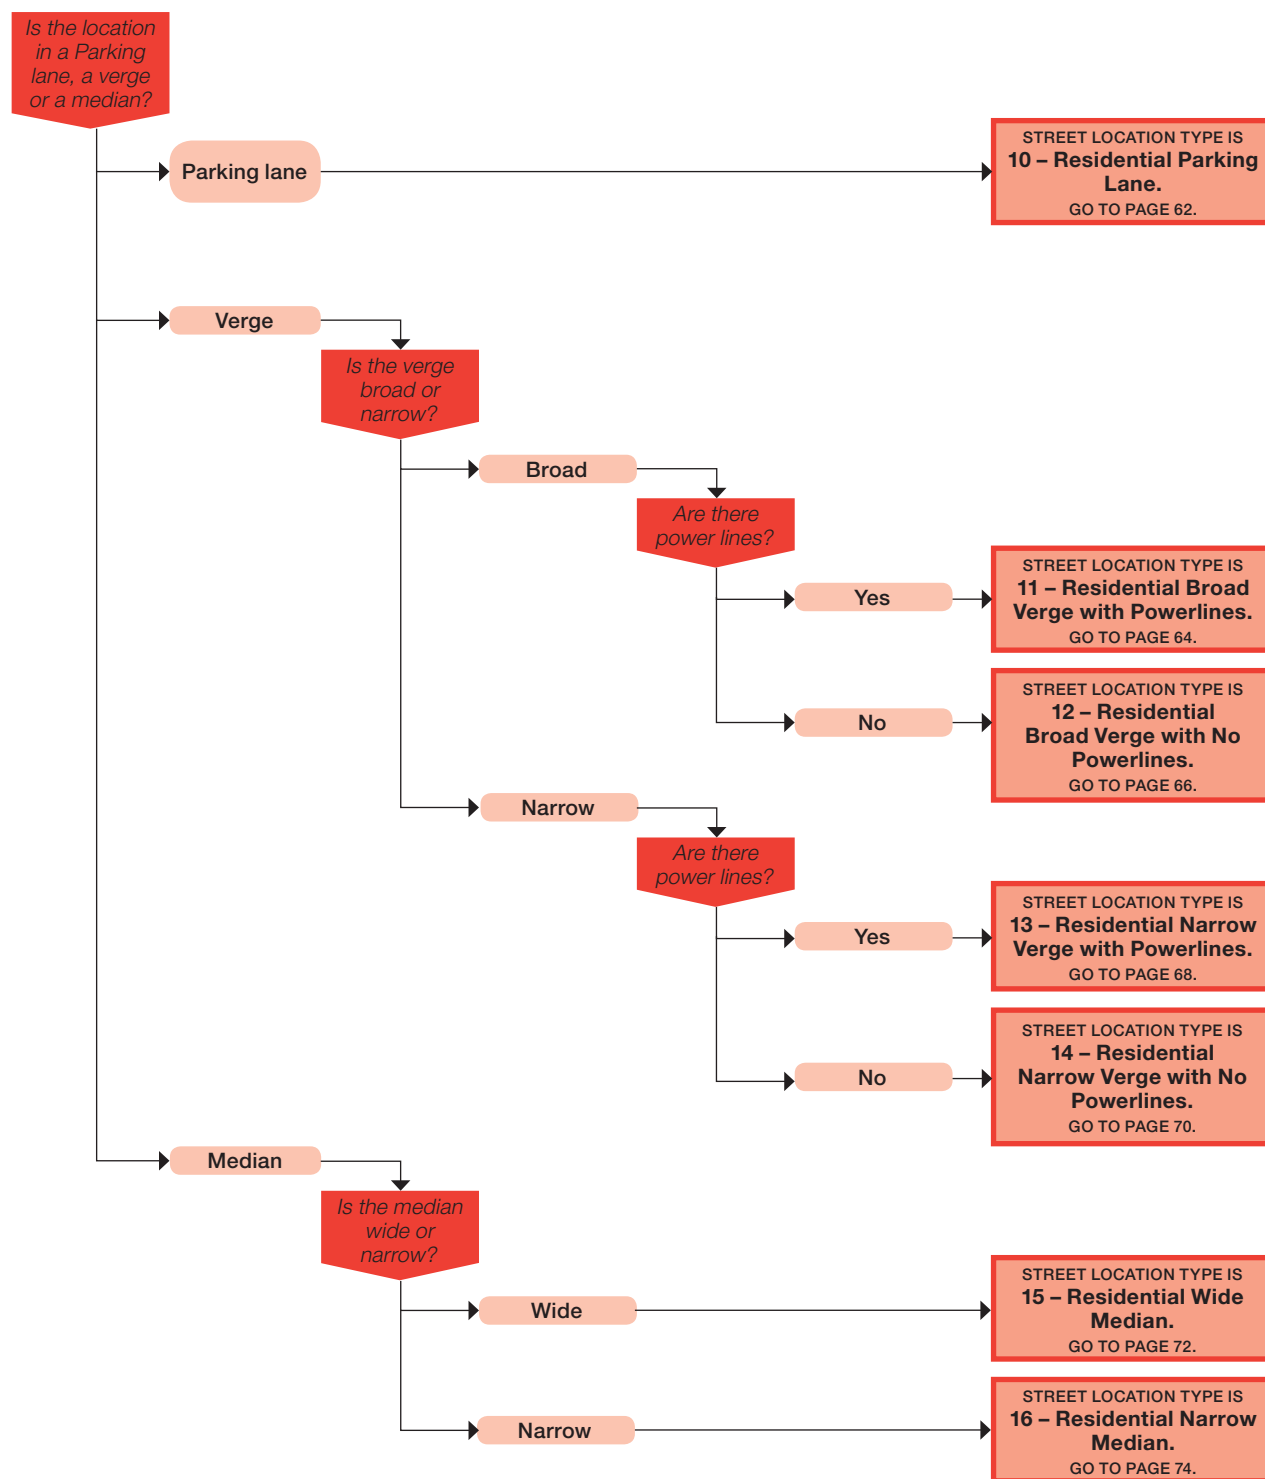 Is the location
in a Parking
lane, a verge
or a median?
Parking lane
STREET LOCATION TYPE IS
10 – Residential Parking
Lane.
GO TO PAGE 62.
Verge
Is the verge
broad or
narrow?
Broad
Are there
power lines?
Yes
STREET LOCATION TYPE IS
11 – Residential Broad
Verge with Powerlines.
GO TO PAGE 64.
No
STREET LOCATION TYPE IS
12 – Residential
Broad Verge with No
Powerlines.
GO TO PAGE 66.
Narrow
Are there
power lines?
Yes
STREET LOCATION TYPE IS
13 – Residential Narrow
Verge with Powerlines.
GO TO PAGE 68.
No
STREET LOCATION TYPE IS
14 – Residential
Narrow Verge with No
Powerlines.
GO TO PAGE 70.
Median
Is the median
wide or
narrow?
Wide
STREET LOCATION TYPE IS
15 – Residential Wide
Median.
GO TO PAGE 72.
Narrow
STREET LOCATION TYPE IS
16 – Residential Narrow
Median.
GO TO PAGE 74.